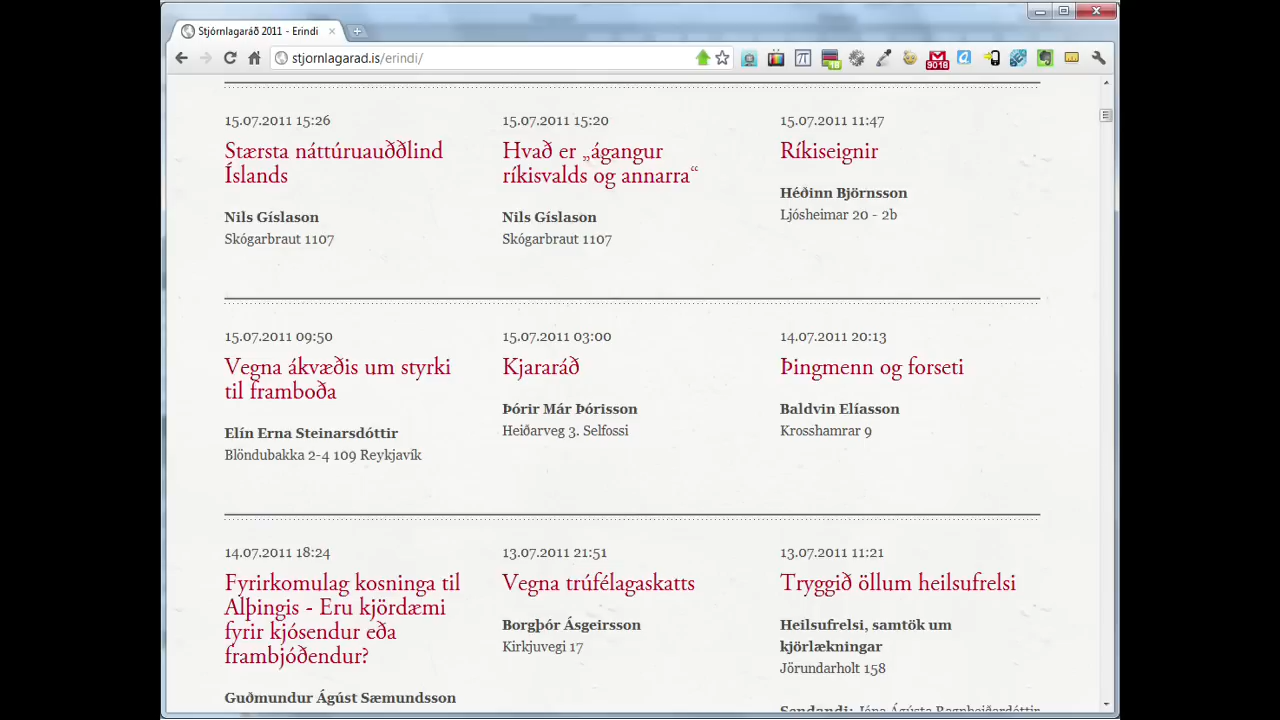 Stjórnlagaráð 2011 - Erindi
stjornlagarad.is/erindi/
9018
15.07.2011 15:26
Stærsta náttúruauððlind
Íslands
Nils Gíslason
Skógarbraut 1107
15.07.2011 15:20
Hvað er „ágangur
ríkisvalds og annarra“
Nils Gíslason
Skógarbraut 1107
15.07.2011 11:47
Ríkiseignir
Héðinn Björnsson
Ljósheimar 20 - 2b
15.07.2011 09:50
Vegna ákvæðis um styrki
til framboða
Elín Erna Steinarsdóttir
Blöndubakka 2-4 109 Reykjavík
15.07.2011 03:00
Kjararáð
Þórir Már Þórisson
Heiðarveg 3. Selfossi
14.07.2011 20:13
Þingmenn og forseti
Baldvin Elíasson
Krosshamrar 9
14.07.2011 18:24
Fyrirkomulag kosninga til
Alþingis - Eru kjördæmi
fyrir kjósendur eða
frambjóðendur?
Guðmundur Ágúst Sæmundsson
13.07.2011 21:51
Vegna trúfélagaskatts
Borgþór Ásgeirsson
Kirkjuvegi 17
13.07.2011 11:21
Tryggið öllum heilsufrelsi
Heilsufrelsi, samtök um
kjörlækningar
Jörundarholt 158
Sendandi: Jóna Ágústa Ragnheiðardóttir